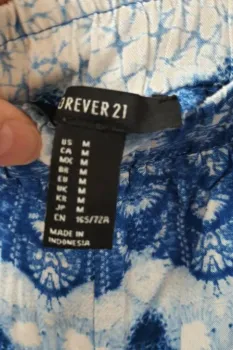 OREVER 21
US M
CA M
MX M
BR M
EU M
UK M
KR M
JP M
CN 165/72A
MADE IN
INDONESIA